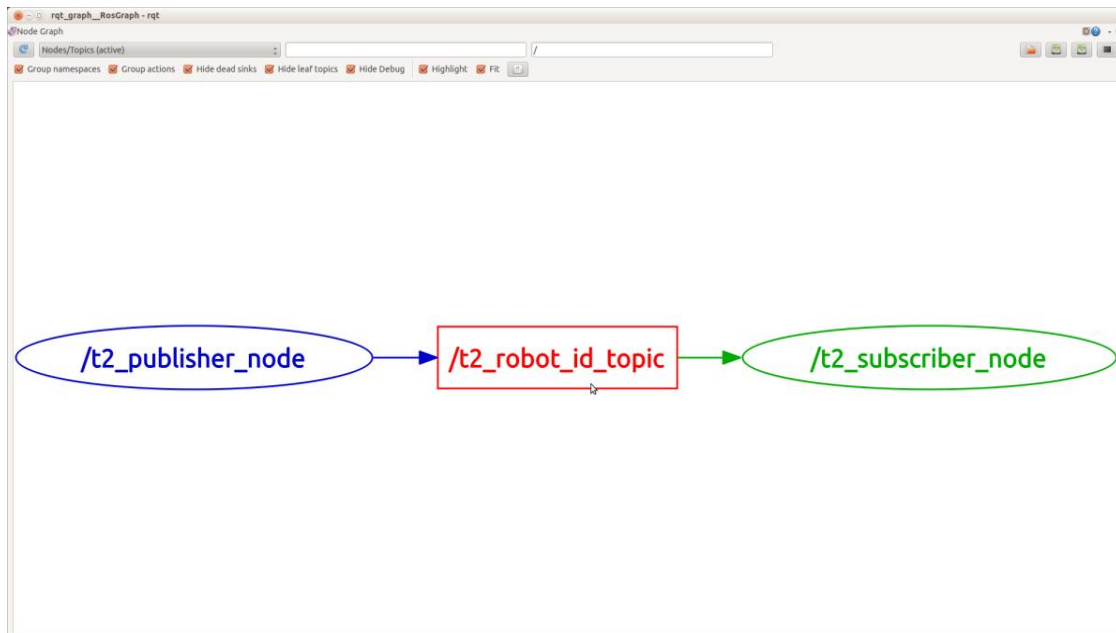 rqt_graph__RosGraph - rqt
Node Graph
D
Nodes/Topics (active)
/
Group namespaces Group actions Hide dead sinks Hide leaf topics Hide Debug Highlight Fit
/t2_publisher_node /t2_robot_id_topic /t2_subscriber_node